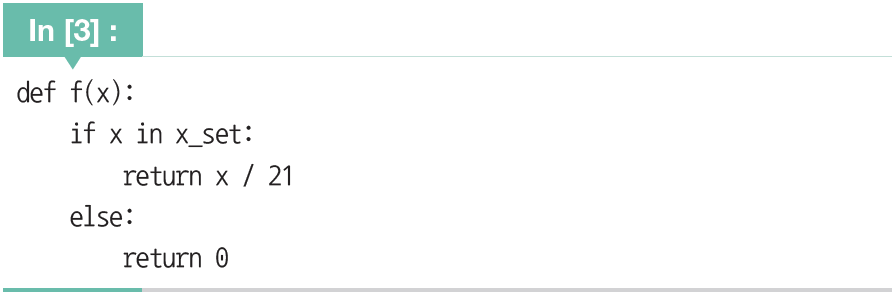 In [3] :
def f(x):
    if x in x_set:
        return x / 21
    else:
        return 0